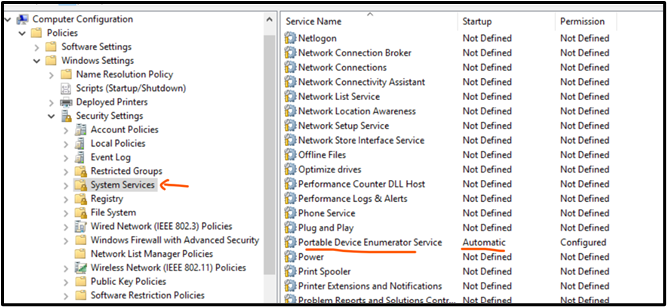 Computer Configuration
Policies
Software Settings
Windows Settings
Name Resolution Policy
Scripts (Startup/Shutdown)
Deployed Printers
Security Settings
Account Policies
Local Policies
Event Log
Restricted Groups
System Services
Registry
File System
Wired Network (IEEE 802.3) Policies
Windows Firewall with Advanced Security
Network List Manager Policies
Wireless Network (IEEE 802.11) Policies
Public Key Policies
Software Restriction Policies
Service Name Startup Permission
Netlogon Not Defined Not Defined
Network Connection Broker Not Defined Not Defined
Network Connections Not Defined Not Defined
Network Connectivity Assistant Not Defined Not Defined
Network List Service Not Defined Not Defined
Network Location Awareness Not Defined Not Defined
Network Setup Service Not Defined Not Defined
Network Store Interface Service Not Defined Not Defined
Offline Files Not Defined Not Defined
Optimize drives Not Defined Not Defined
Performance Counter DLL Host Not Defined Not Defined
Performance Logs & Alerts Not Defined Not Defined
Phone Service Not Defined Not Defined
Plug and Play Not Defined Not Defined
Portable Device Enumerator Service Automatic Configured
Power Not Defined Not Defined
Print Spooler Not Defined Not Defined
Printer Extensions and Notifications Not Defined Not Defined
Problem Reports and Solutions Contr... Not Defined Not Defined